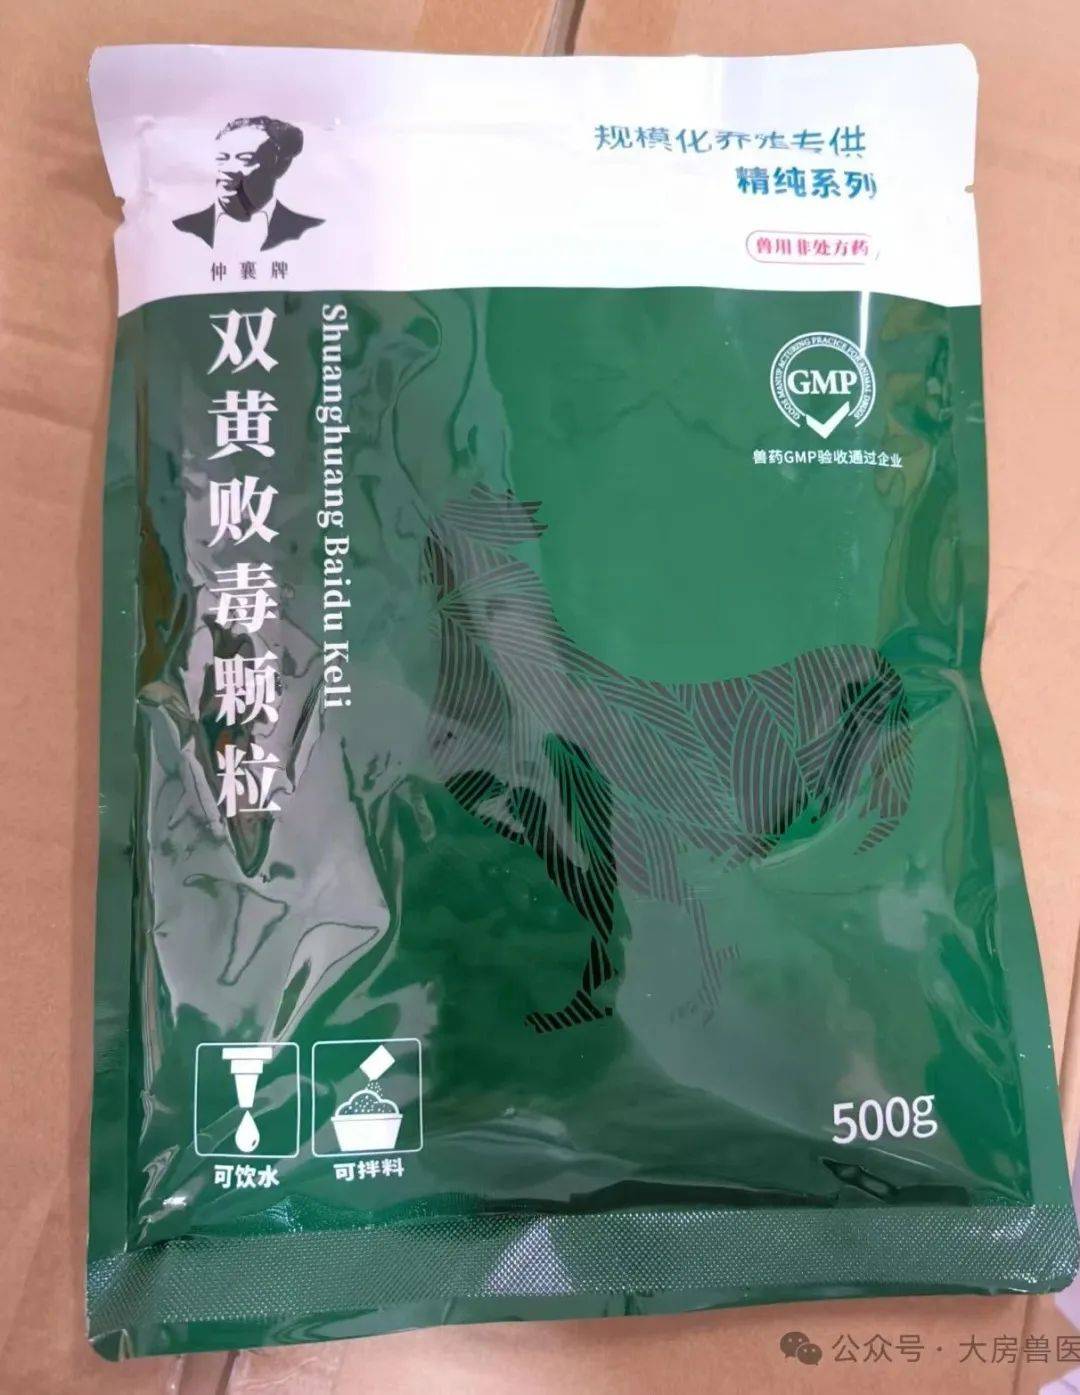 规模化养殖专供
精纯系列
兽用非处方药
仲襄牌
双黄败毒颗粒
Shuanghuang Baidu Keli
GMP
兽药GMP验收通过企业
可饮水
可拌料
500g
公众号·大房兽医